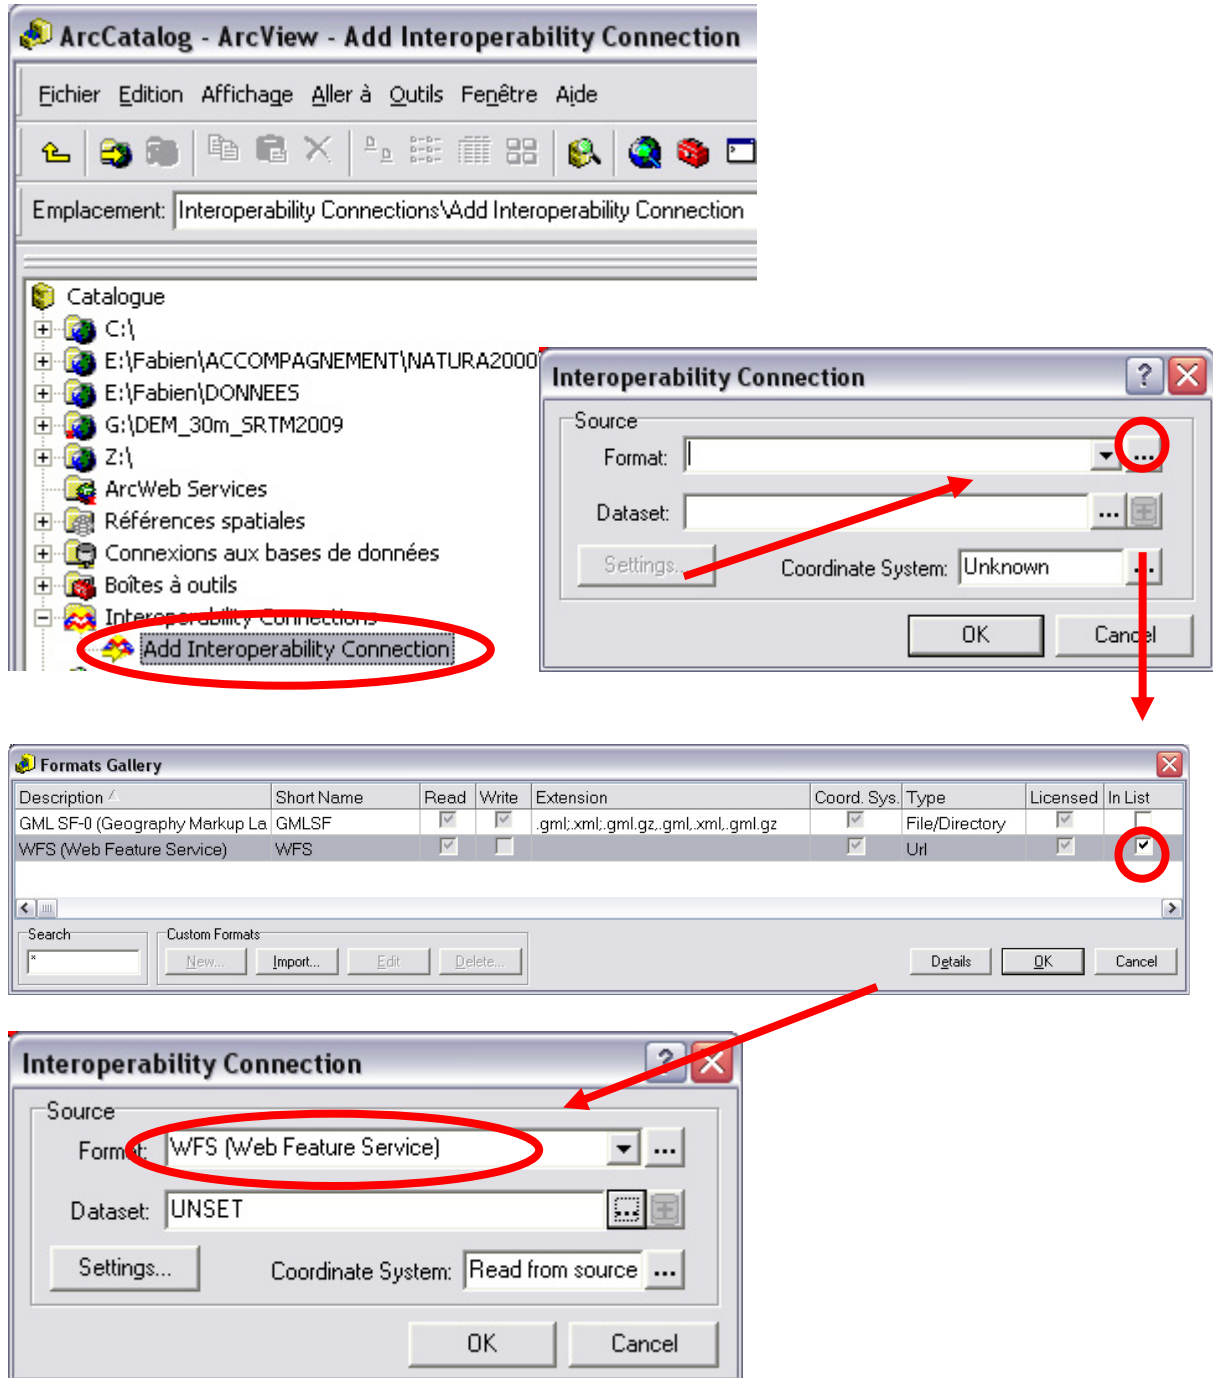 ArcCatalog - ArcView - Add Interoperability Connection
Fichier Edition Affichage Aller à Outils Fenêtre Aide
Emplacement: Interoperability Connections\Add Interoperability Connection
Catalogue
C:\
E:\Fabien\ACCOMPAGNEMENT\NATURA2000
E:\Fabien\DONNEES
G:\DEM_30m_SRTM2009
Z:\
ArcWeb Services
Références spatiales
Connexions aux bases de données
Boîtes à outils
Interoperability Connections
Add Interoperability Connection
Interoperability Connection
Source
Format:
Dataset:
Settings... Coordinate System: Unknown
OK Cancel
Formats Gallery
Description Short Name Read Write Extension Coord. Sys. Type Licensed In List
GML SF-0 (Geography Markup La GMLSF .gml;.xml;.gml.gz,.gml,.xml,.gml.gz File/Directory
WFS (Web Feature Service) WFS Url
Search Custom Formats
* New... Import... Edit Delete... Details OK Cancel
Interoperability Connection
Source
Format: WFS (Web Feature Service)
Dataset: UNSET
Settings... Coordinate System: Read from source
OK Cancel